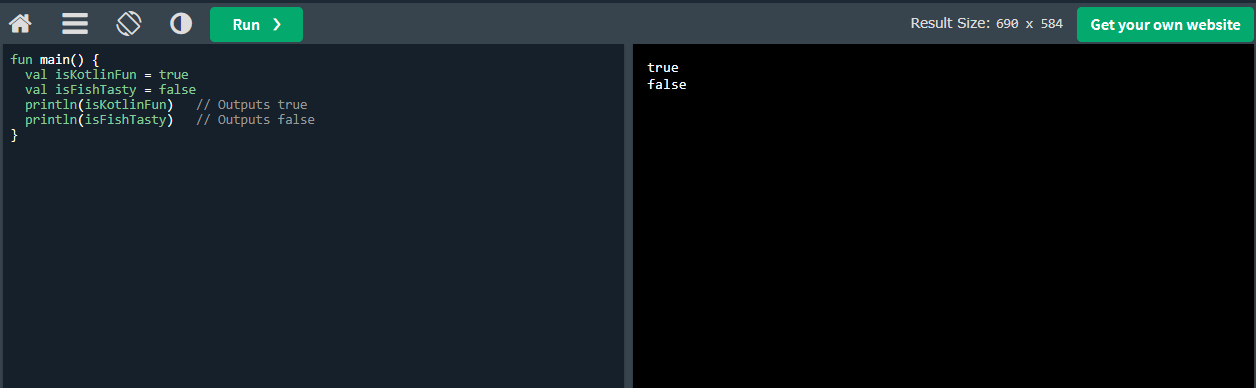 Run ❯
Result Size: 690 x 584
Get your own website
fun main() {
  val isKotlinFun = true
  val isFishTasty = false
  println(isKotlinFun)   // Outputs true
  println(isFishTasty)   // Outputs false
}
true
false